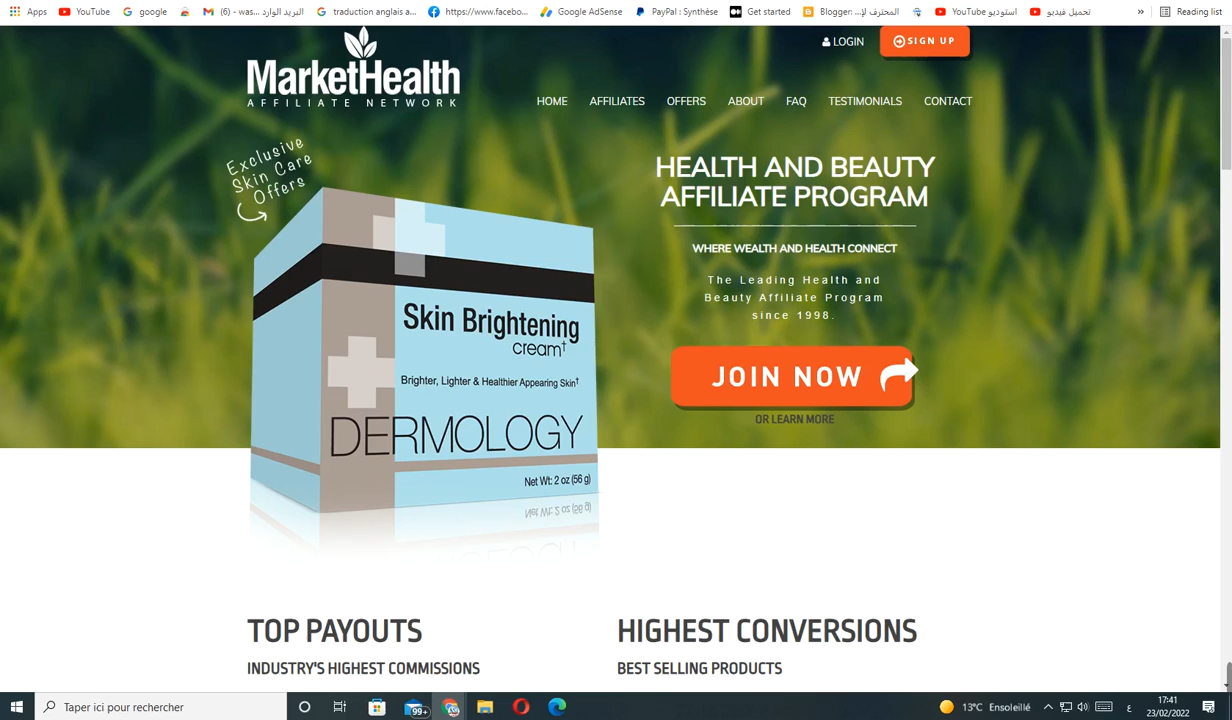 Apps
YouTube
google
(6) - was... البريد الوارد
traduction anglais a...
https://www.facebo...
Google AdSense
PayPal : Synthèse
Get started
Blogger: ...المحترف لإ
استوديو YouTube
تحميل فيديو
»
Reading list
MarketHealth
AFFILIATE NETWORK
LOGIN
SIGN UP
HOME
AFFILIATES
OFFERS
ABOUT
FAQ
TESTIMONIALS
CONTACT
Exclusive
Skin Care
Offers
HEALTH AND BEAUTY
AFFILIATE PROGRAM
WHERE WEALTH AND HEALTH CONNECT
The Leading Health and
Beauty Affiliate Program
since 1998.
JOIN NOW
OR LEARN MORE
Skin Brightening
cream†
Brighter, Lighter & Healthier Appearing Skin†
DERMOLOGY
Net Wt: 2 oz (56 g)
TOP PAYOUTS
INDUSTRY'S HIGHEST COMMISSIONS
HIGHEST CONVERSIONS
BEST SELLING PRODUCTS
Taper ici pour rechercher
99+
13°C Ensoleillé
ع
17:41
23/02/2022